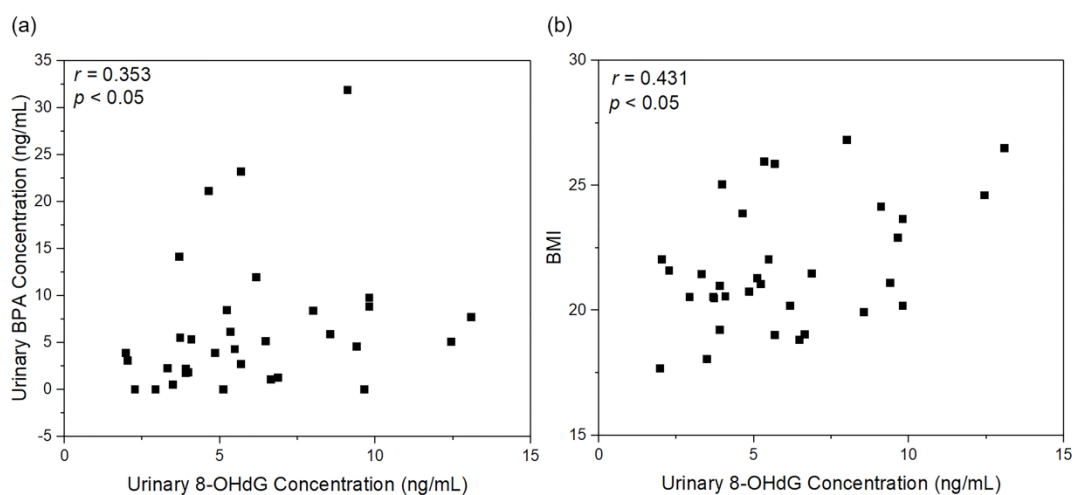 (a)
r = 0.353
p < 0.05
35
30
25
20
15
10
5
0
-5
Urinary BPA Concentration (ng/mL)
0
5
10
15
Urinary 8-OHdG Concentration (ng/mL)
(b)
r = 0.431
p < 0.05
30
25
20
15
BMI
0
5
10
15
Urinary 8-OHdG Concentration (ng/mL)